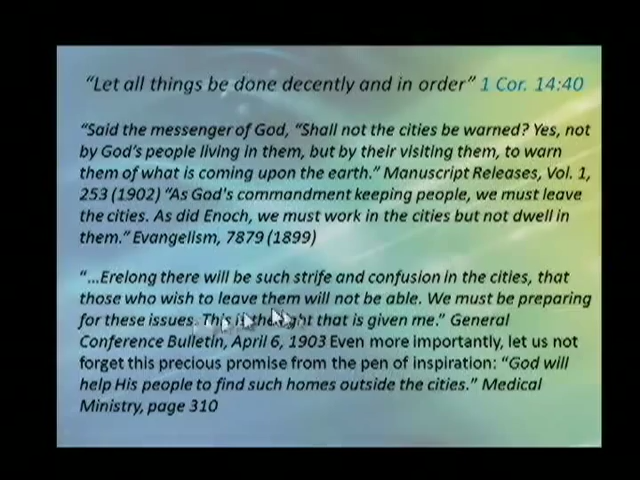 “Let all things be done decently and in order” 1 Cor. 14:40
“Said the messenger of God, “Shall not the cities be warned? Yes, not
by God’s people living in them, but by their visiting them, to warn
them of what is coming upon the earth.” Manuscript Releases, Vol. 1,
253 (1902) “As God's commandment keeping people, we must leave
the cities. As did Enoch, we must work in the cities but not dwell in
them.” Evangelism, 7879 (1899)
“...Erelong there will be such strife and confusion in the cities, that
those who wish to leave them will not be able. We must be preparing
for these issues. This is the light that is given me.” General
Conference Bulletin, April 6, 1903 Even more importantly, let us not
forget this precious promise from the pen of inspiration: “God will
help His people to find such homes outside the cities.” Medical
Ministry, page 310